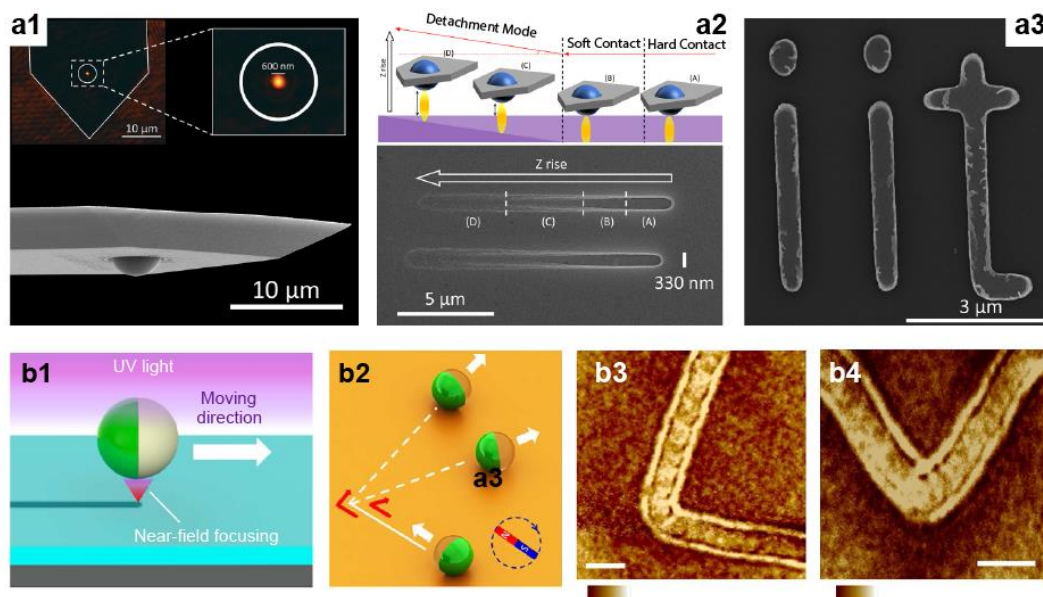 a1
600 nm
10 µm
10 µm
a2
Detachment Mode
Soft Contact
Hard Contact
Z rise
(D)
(C)
(B)
(A)
Z rise
(D)
(C)
(B)
(A)
5 µm
330 nm
a3
3 µm
b1
UV light
Moving
direction
Near-field focusing
b2
a3
N
S
b3
b4